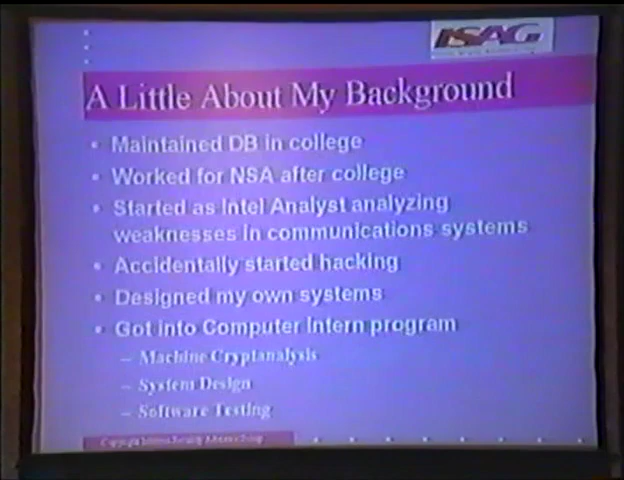 ISAG
A Little About My Background
• Maintained DB in college
• Worked for NSA after college
• Started as Intel Analyst analyzing
weaknesses in communications systems
• Accidentally started hacking
• Designed my own systems
• Got into Computer Intern program
– Machine Cryptanalysis
– System Design
– Software Testing